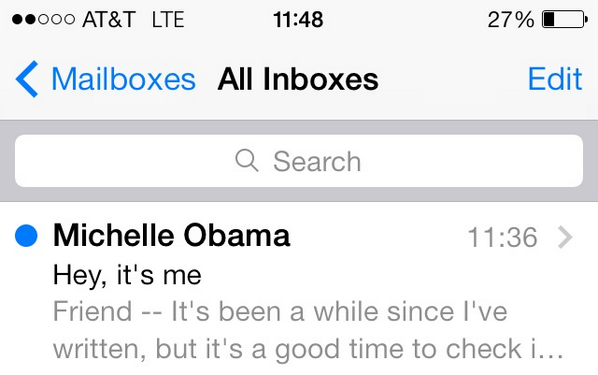 AT&T LTE 11:48 27%
Mailboxes All Inboxes Edit
Search
Michelle Obama 11:36
Hey, it's me
Friend -- It's been a while since I've
written, but it's a good time to check i...